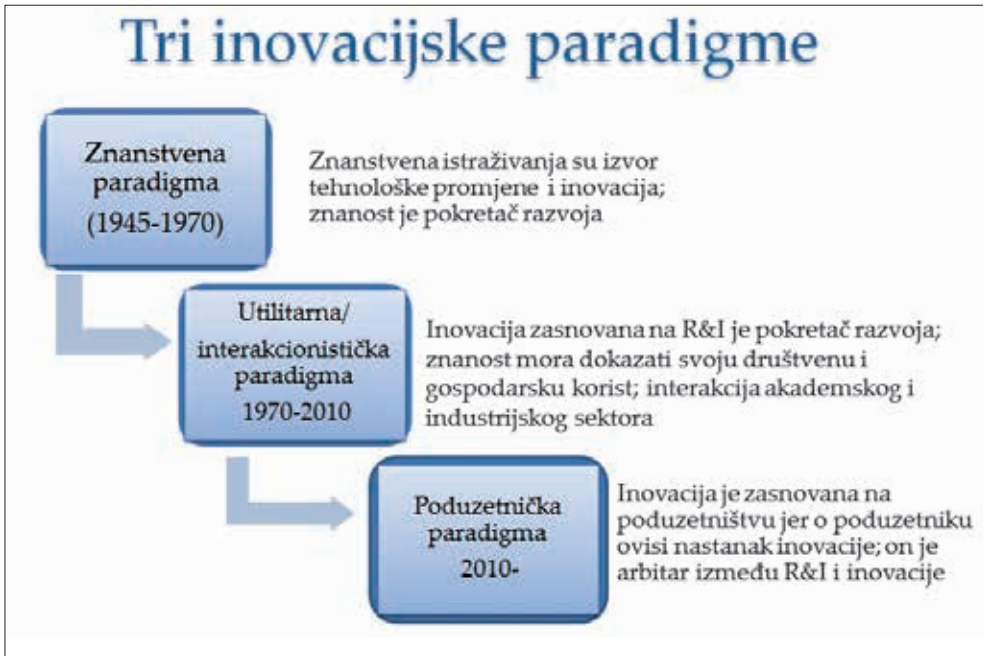 Tri inovacijske paradigme
Znanstvena
paradigma
(1945-1970)
Znanstvena istraživanja su izvor
tehnološke promjene i inovacija;
znanost je pokretač razvoja
Utilitarna/
interakcionistička
paradigma
1970-2010
Inovacija zasnovana na R&I je pokretač razvoja;
znanost mora dokazati svoju društvenu i
gospodarsku korist; interakcija akademskog i
industrijskog sektora
Poduzetnička
paradigma
2010-
Inovacija je zasnovana na
poduzetništvu jer o poduzetniku
ovisi nastanak inovacije; on je
arbitar između R&I i inovacije